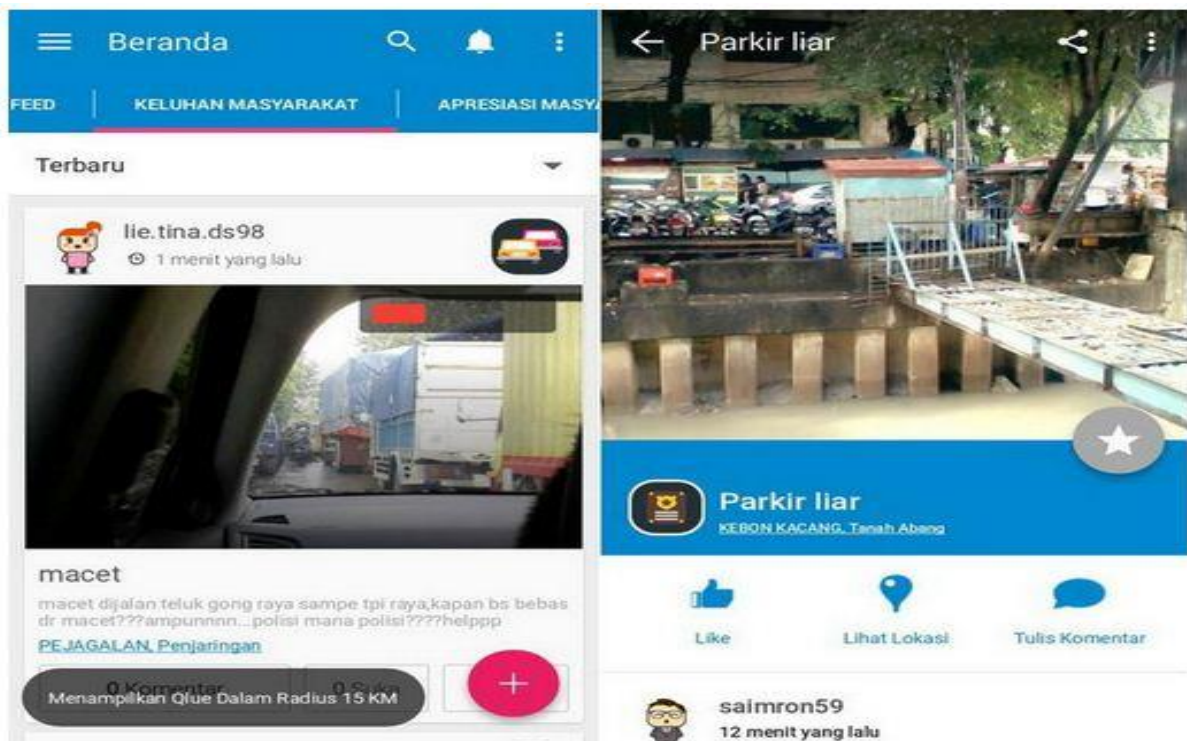 Beranda
FEED
KELUHAN MASYARAKAT
APRESIASI MASYA
Terbaru
lie.tina.ds98
1 menit yang lalu
macet
macet dijalan teluk gong raya sampe tpi raya,kapan bs bebas
dr macet???ampunnnn...polisi mana polisi????helppp
PEJAGALAN, Penjaringan
0 Komentar
0 Suka
Menampilkan Qlue Dalam Radius 15 KM
Parkir liar
Parkir liar
KEBON KACANG, Tanah Abang
Like
Lihat Lokasi
Tulis Komentar
saimron59
12 menit yang lalu